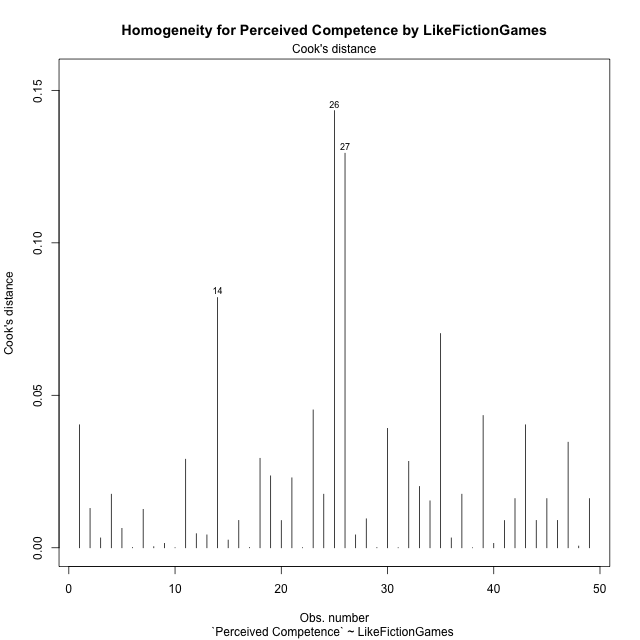 Homogeneity for Perceived Competence by LikeFictionGames
Cook's distance
Cook's distance
0.15
0.10
0.05
0.00
26
27
14
0 10 20 30 40 50
Obs. number
`Perceived Competence` ~ LikeFictionGames